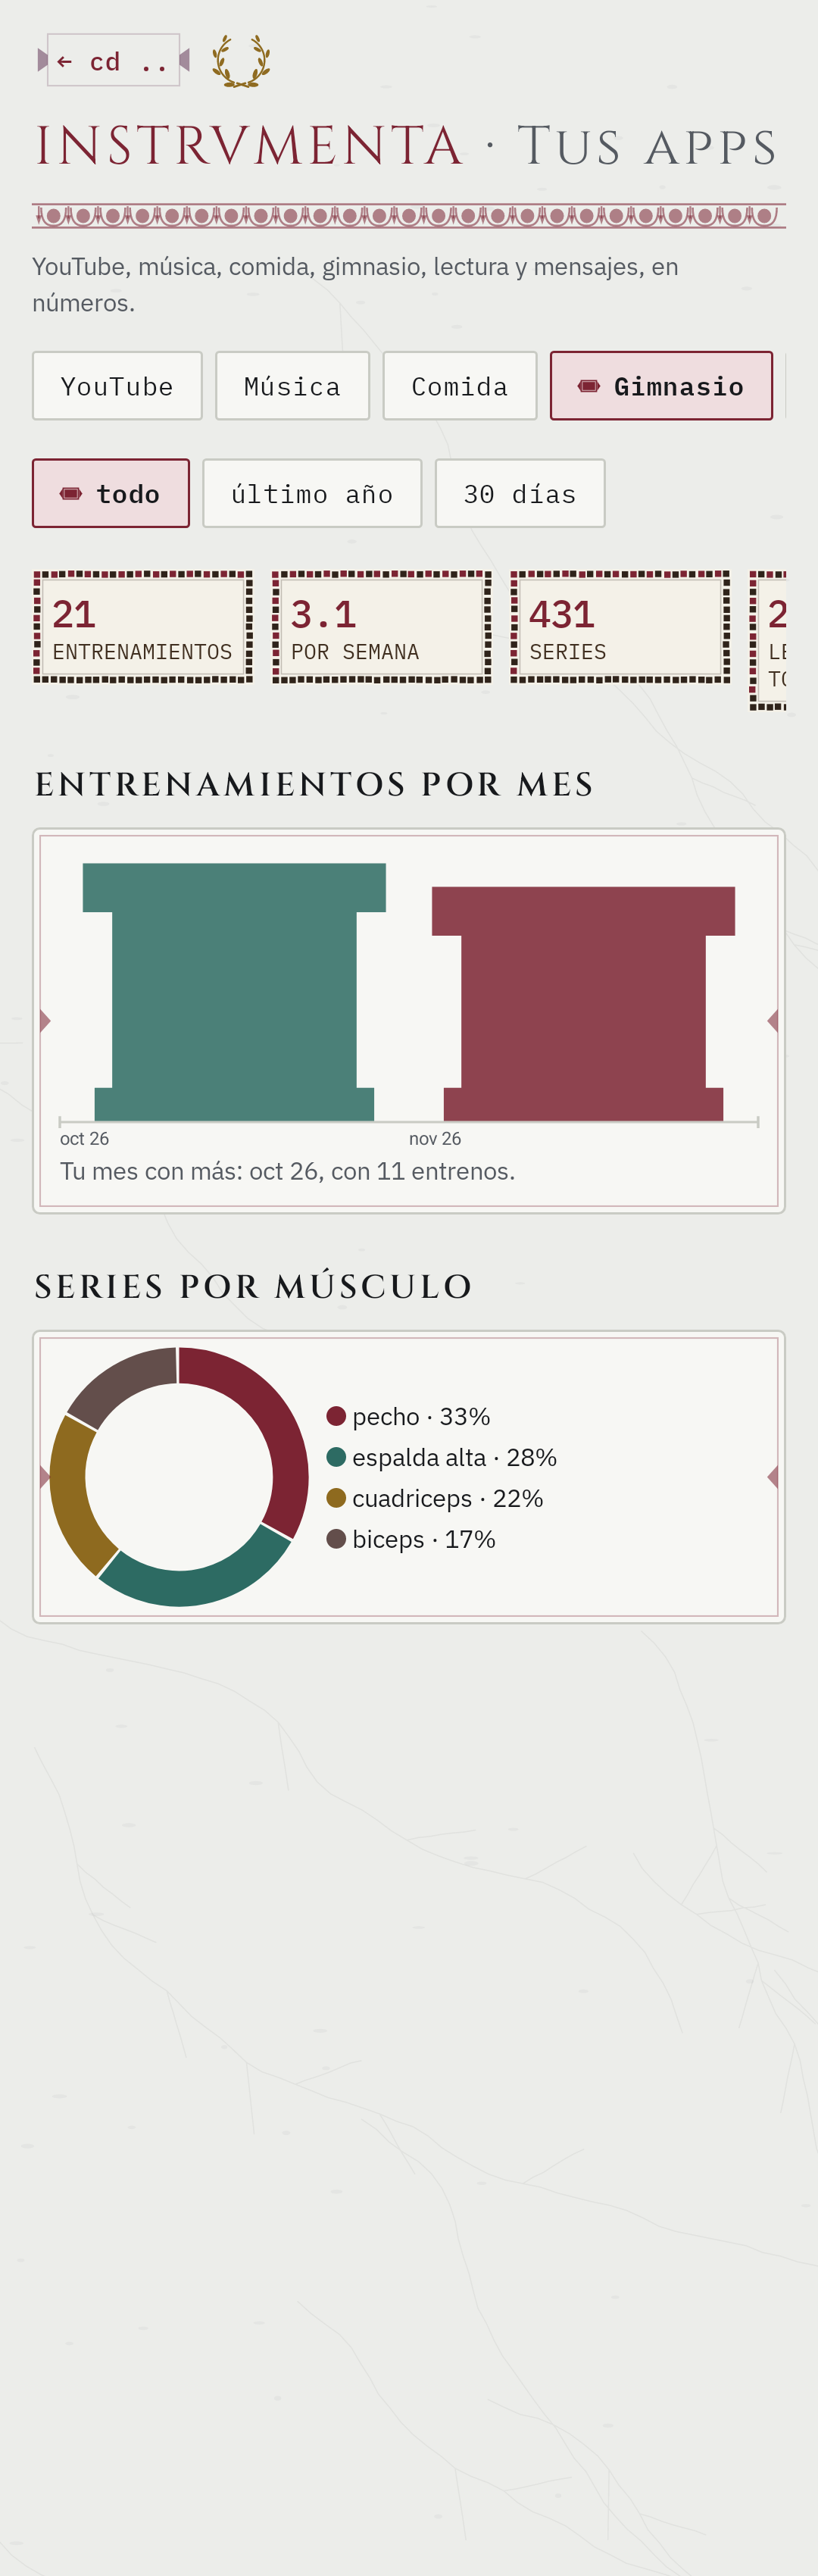 ← cd ..
INSTRVMENTA · Tus apps
YouTube, música, comida, gimnasio, lectura y mensajes, en
números.
YouTube Música Comida Gimnasio
todo último año 30 días
21 3.1 431
ENTRENAMIENTOS POR SEMANA SERIES
ENTRENAMIENTOS POR MES
oct 26 nov 26
Tu mes con más: oct 26, con 11 entrenos.
SERIES POR MÚSCULO
pecho · 33%
espalda alta · 28%
cuadriceps · 22%
biceps · 17%